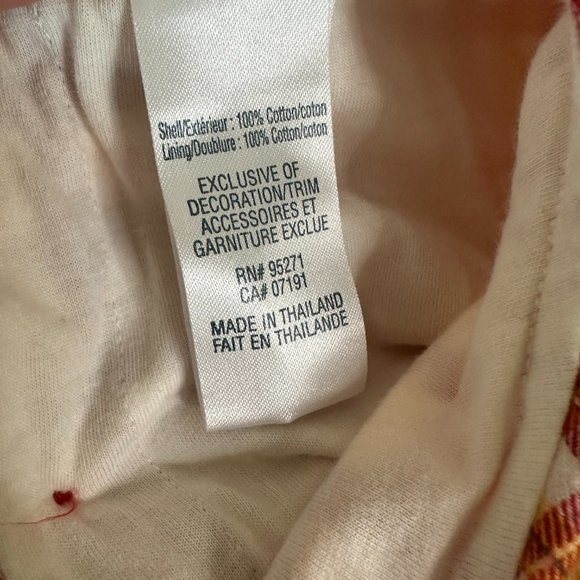 Shell/Extérieur : 100% Cotton/coton
Lining/Doublure : 100% Cotton/coton
EXCLUSIVE OF
DECORATION/TRIM
ACCESSOIRES ET
GARNITURE EXCLUE
RN# 95271
CA# 07191
MADE IN THAILAND
FAIT EN THAILANDE